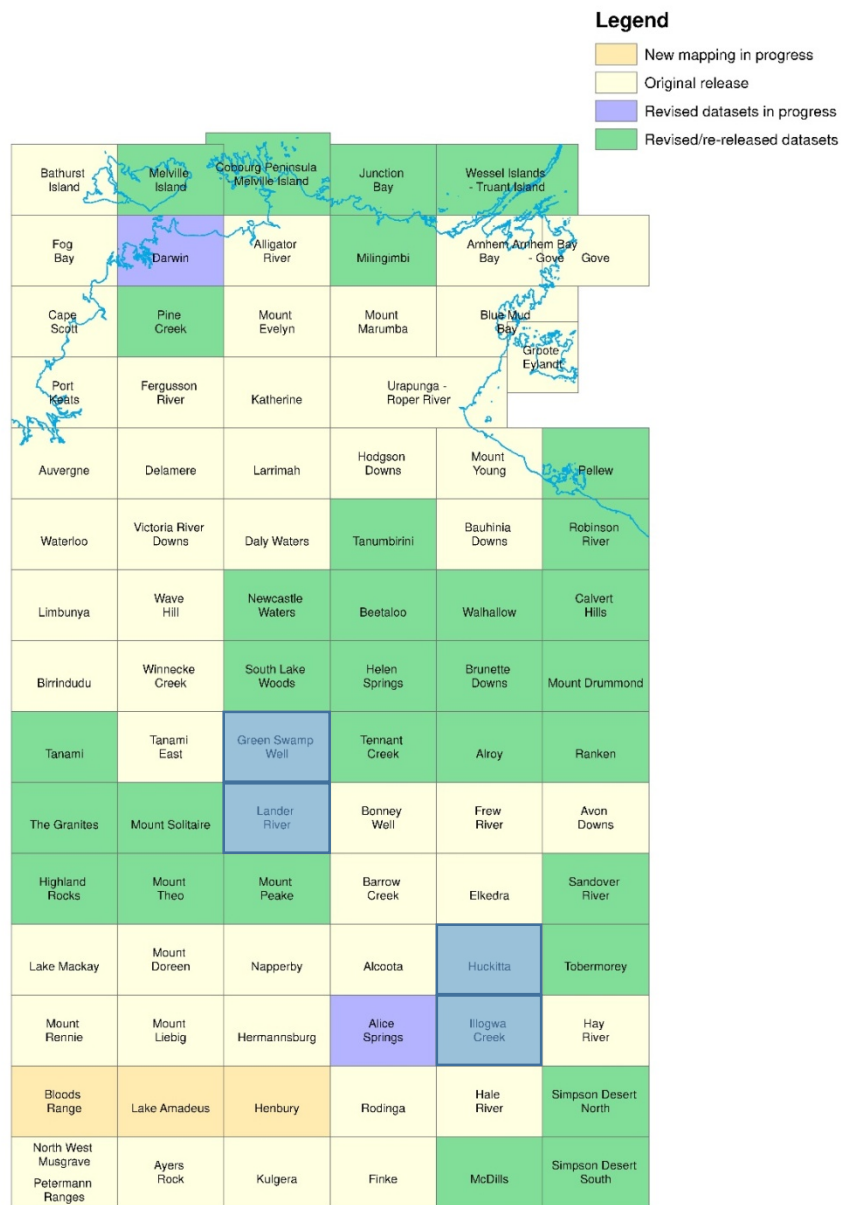 Legend
New mapping in progress
Original release
Revised datasets in progress
Revised/re-released datasets
Bathurst
Island
Melville
Island
Cobourg Peninsula
Melville Island
Junction
Bay
Wessel Islands
- Truant Island
Fog
Bay
Darwin
Alligator
River
Milingimbi
Arnhem
Bay
Arnhem Bay
- Gove
Gove
Cape
Scott
Pine
Creek
Mount
Evelyn
Mount
Marumba
Blue Mud
Bay
Groote
Eylandt
Port
Keats
Fergusson
River
Katherine
Urapunga -
Roper River
Auvergne
Delamere
Larrimah
Hodgson
Downs
Mount
Young
Pellew
Waterloo
Victoria River
Downs
Daly Waters
Tanumbirini
Bauhinia
Downs
Robinson
River
Limbunya
Wave
Hill
Newcastle
Waters
Beetaloo
Walhallow
Calvert
Hills
Birrindudu
Winnecke
Creek
South Lake
Woods
Helen
Springs
Brunette
Downs
Mount Drummond
Tanami
Tanami
East
Green Swamp
Well
Tennant
Creek
Alroy
Ranken
The Granites
Mount Solitaire
Lander
River
Bonney
Well
Frew
River
Avon
Downs
Highland
Rocks
Mount
Theo
Mount
Peake
Barrow
Creek
Elkedra
Sandover
River
Lake Mackay
Mount
Doreen
Napperby
Alcoota
Huckitta
Tobermorey
Mount
Rennie
Mount
Liebig
Hermannsburg
Alice
Springs
Illogwa
Creek
Hay
River
Bloods
Range
Lake Amadeus
Henbury
Rodinga
Hale
River
Simpson Desert
North
North West
Musgrave
Petermann
Ranges
Ayers
Rock
Kulgera
Finke
McDills
Simpson Desert
South